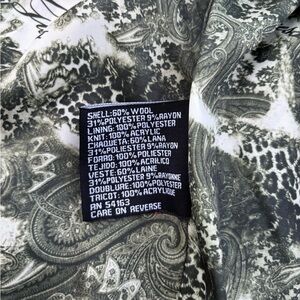 SHELL: 60% WOOL
31% POLYESTER 9% RAYON
LINING: 100% POLYESTER
KNIT: 100% ACRYLIC
CHAQUETA: 60% LANA
31% POLIESTER 9% RAYON
FORRO: 100% POLIESTER
TEJIDO: 100% ACRILICO
VESTE: 60% LAINE
31% POLYESTER 9% RAYONNE
DOUBLURE: 100% POLYESTER
TRICOT: 100% ACRYLIQUE
RN 54163
CARE ON REVERSE